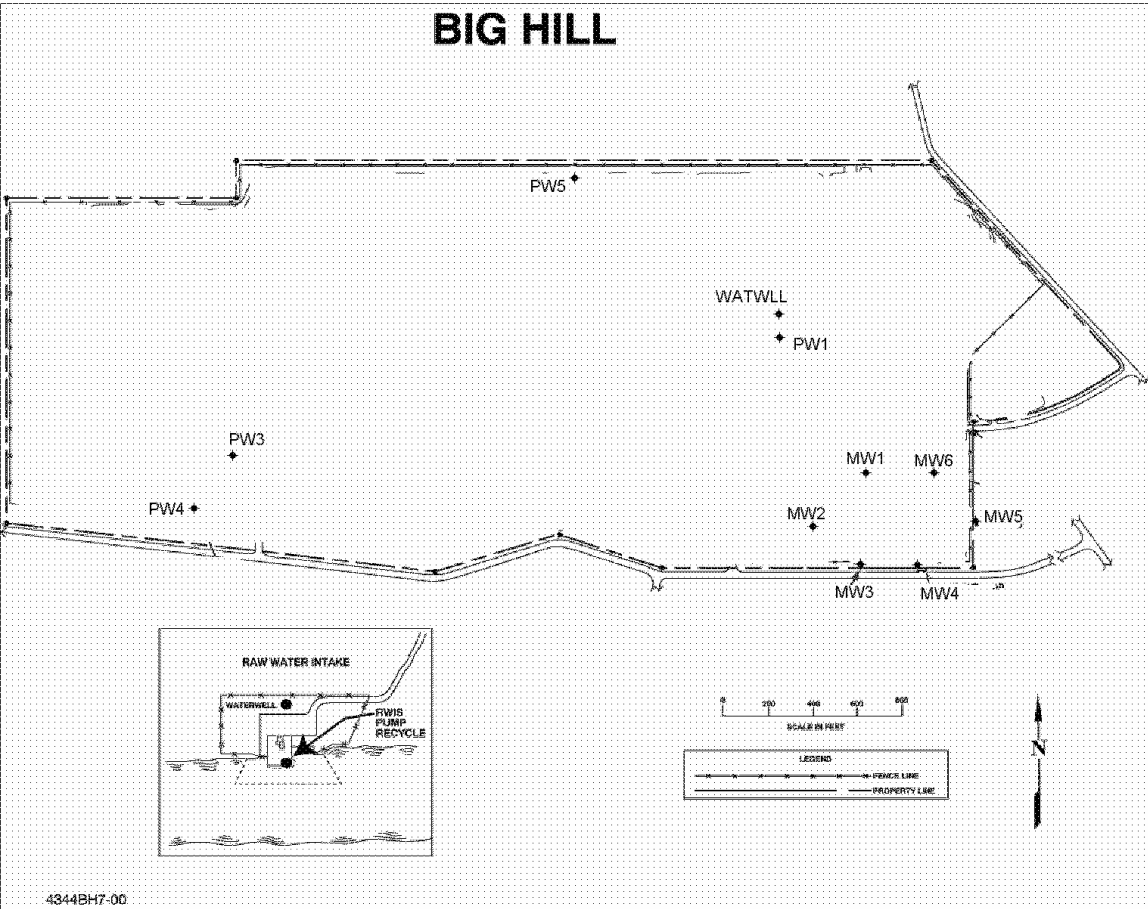 BIG HILL
PW5
WATWLL
PW1
PW3
MW1
MW6
PW4
MW2
MW5
MW3
MW4
RAW WATER INTAKE
WATERWELL
RWIS
PUMP
RECYCLE
0 200 400 600 800
SCALE IN FEET
N
LEGEND
FENCE LINE
PROPERTY LINE
4344BH7-00